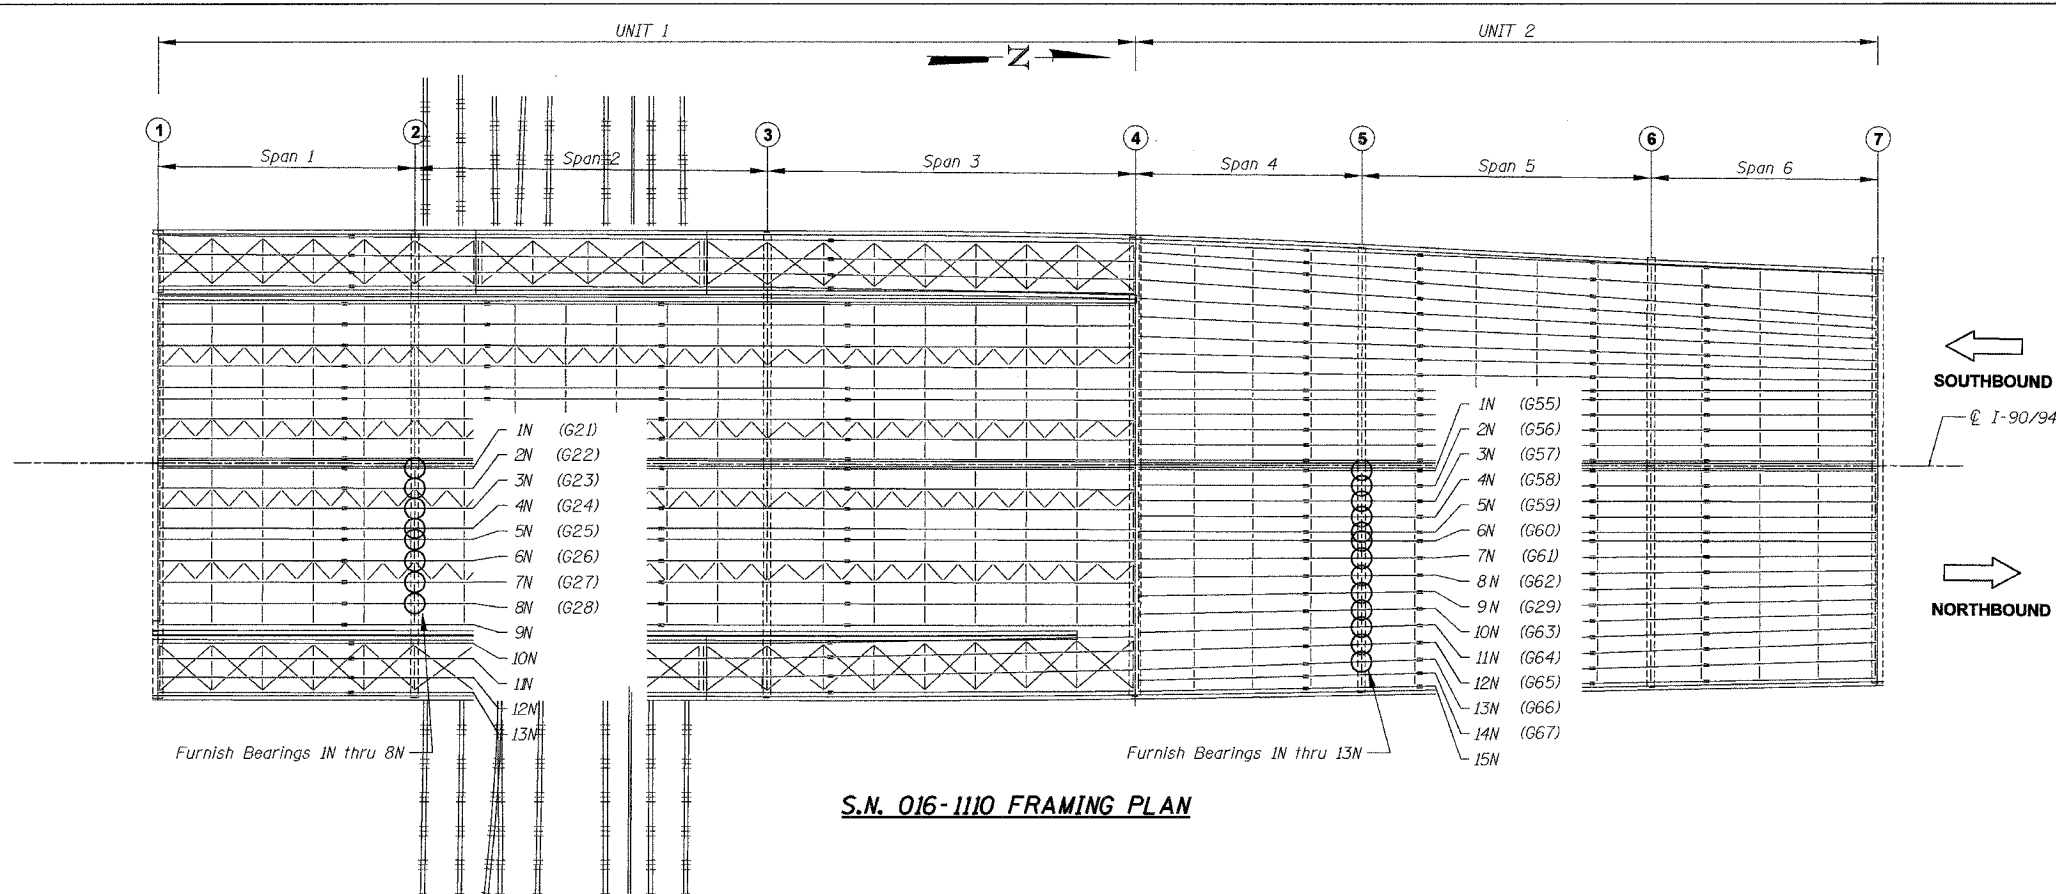 UNIT 1
UNIT 2
N
1
2
3
4
5
6
7
Span 1
Span 2
Span 3
Span 4
Span 5
Span 6
SOUTHBOUND
℄ I-90/94
NORTHBOUND
1N (G21)
2N (G22)
3N (G23)
4N (G24)
5N (G25)
6N (G26)
7N (G27)
8N (G28)
9N
10N
11N
12N
13N
Furnish Bearings 1N thru 8N
1N (G55)
2N (G56)
3N (G57)
4N (G58)
5N (G59)
6N (G60)
7N (G61)
8N (G62)
9N (G29)
10N (G63)
11N (G64)
12N (G65)
13N (G66)
14N (G67)
15N
Furnish Bearings 1N thru 13N
S.N. 016-1110 FRAMING PLAN